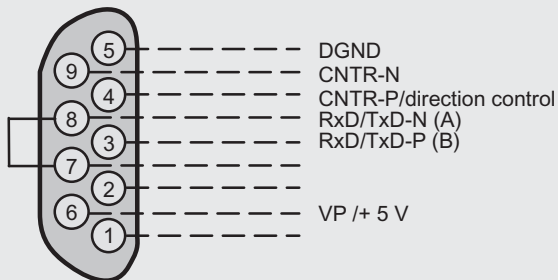 5 DGND
9 CNTR-N
4 CNTR-P/direction control
8 RxD/TxD-N (A)
3 RxD/TxD-P (B)
7
2
6 VP /+ 5 V
1